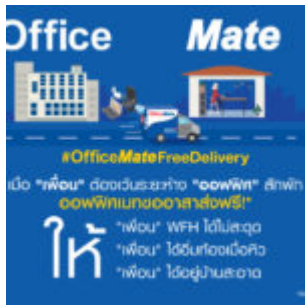 Office Mate
#OfficeMateFreeDelivery
เมื่อ "เพื่อน" ต้องเว้นระยะห่าง "ออฟฟิศ" สักพัก
ออฟฟิศเมทขออาสาส่งฟรี!"
ให้
"เพื่อน" WFH ได้ไม่สะดุด
"เพื่อน" ได้อิ่มท้องเมื่อหิว
"เพื่อน" ได้อยู่บ้านสะอาด